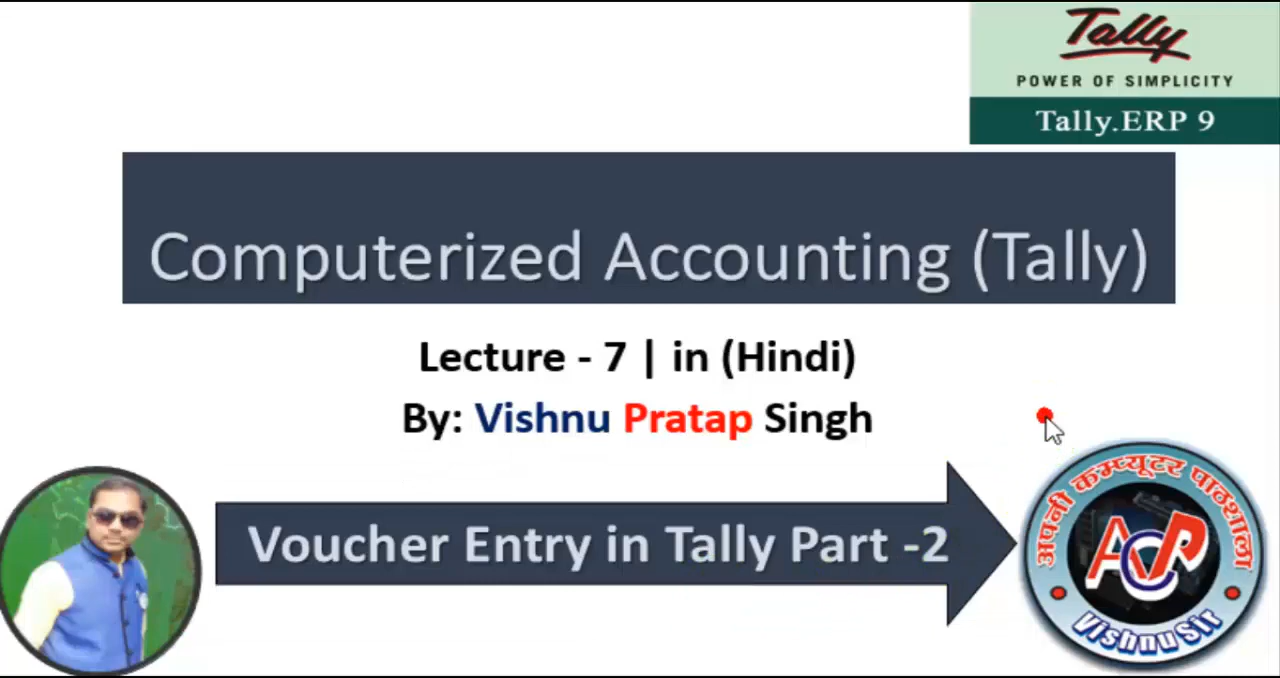 Tally
POWER OF SIMPLICITY
Tally.ERP 9
Computerized Accounting (Tally)
Lecture - 7 | in (Hindi)
By: Vishnu Pratap Singh
Voucher Entry in Tally Part -2
अपनी कम्प्यूटर पाठशाला
ACP
Vishnu Sir